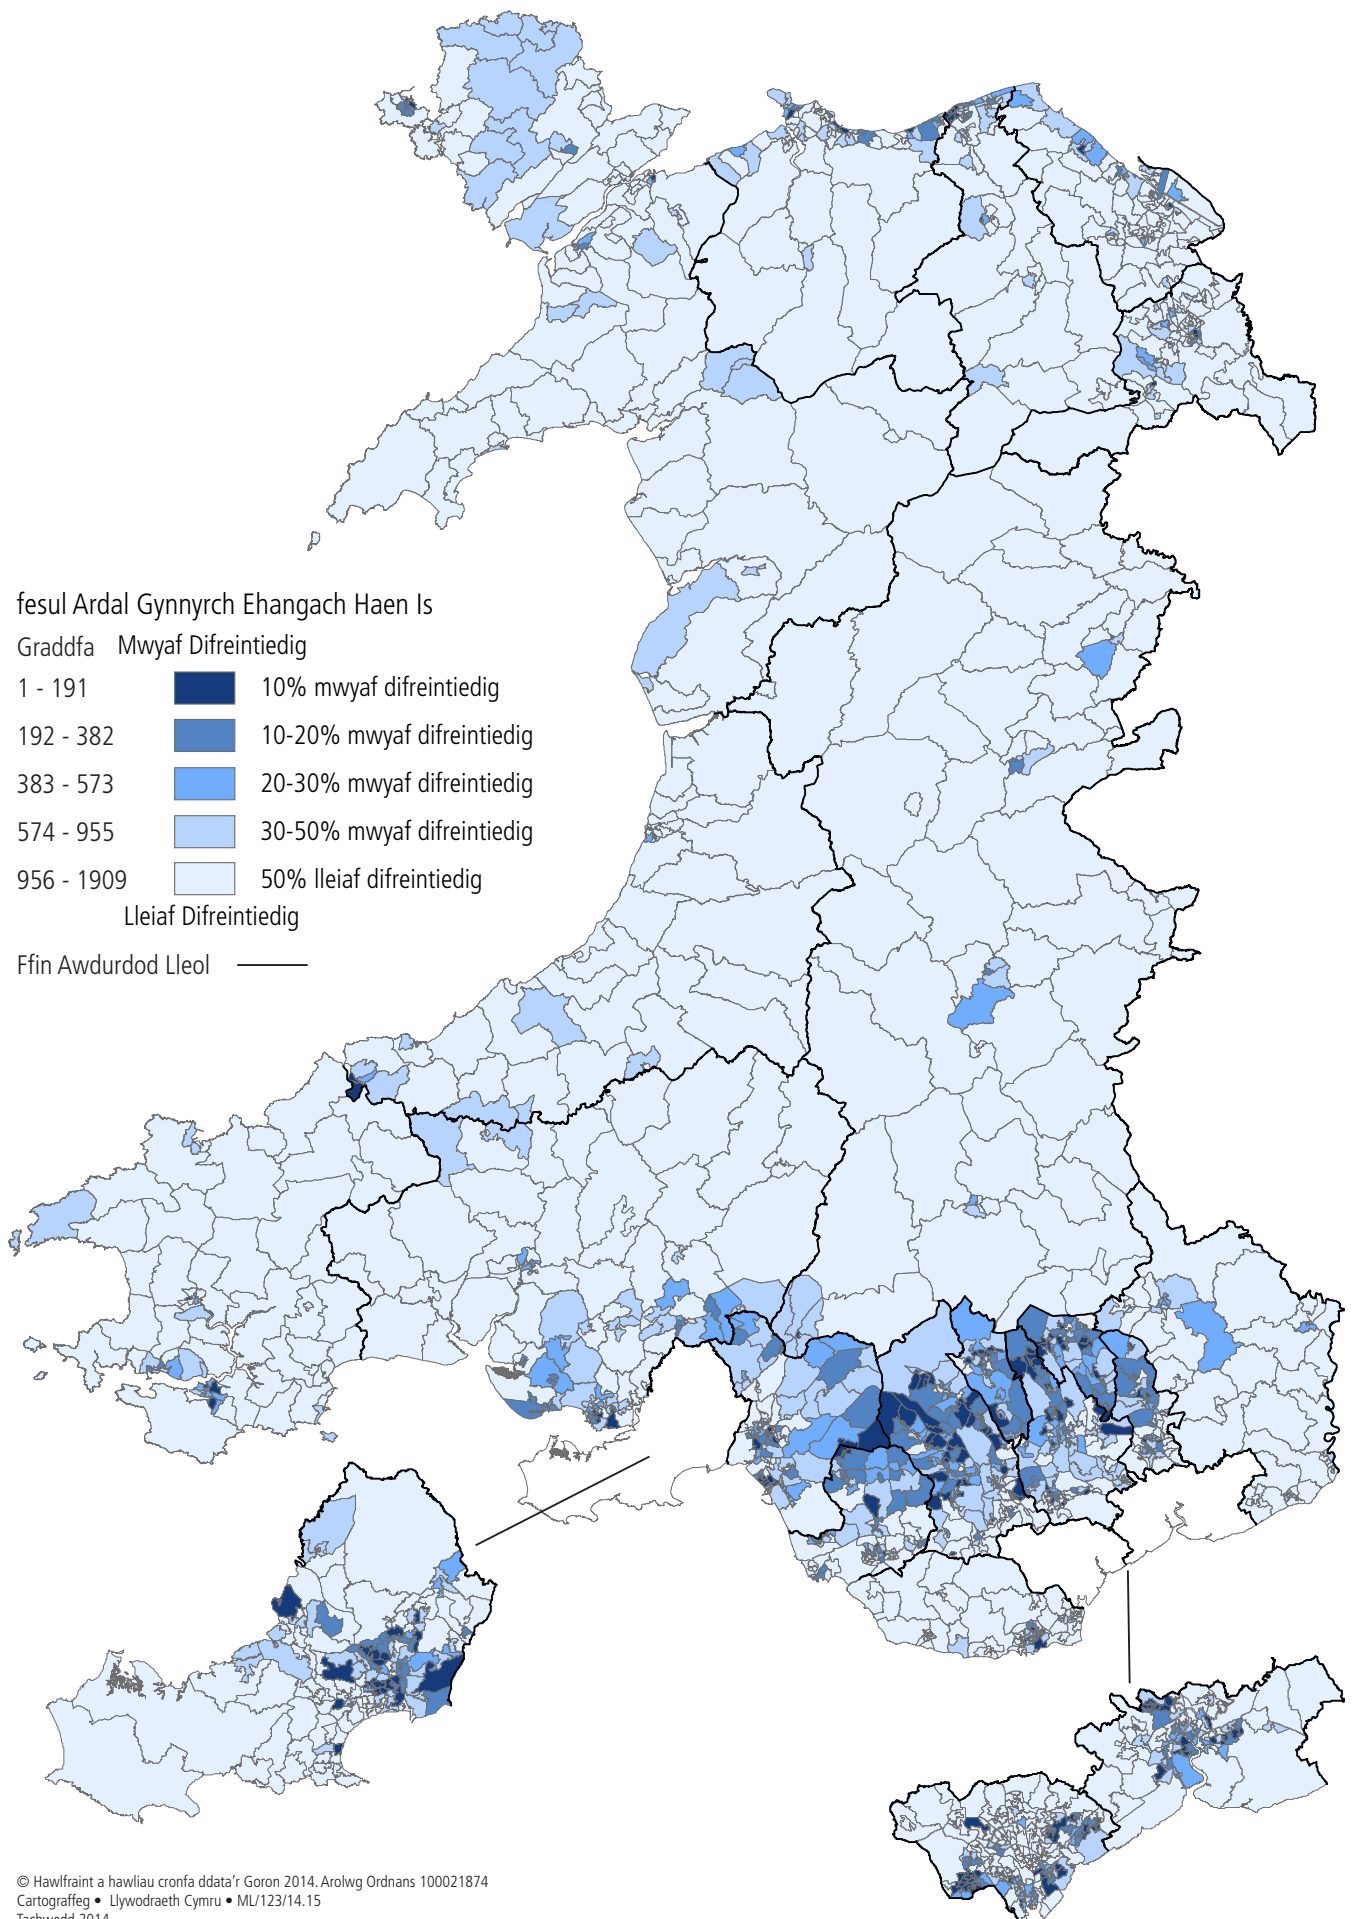 fesul Ardal Gynnyrch Ehangach Haen Is
Graddfa Mwyaf Difreintiedig
1 - 191 10% mwyaf difreintiedig
192 - 382 10-20% mwyaf difreintiedig
383 - 573 20-30% mwyaf difreintiedig
574 - 955 30-50% mwyaf difreintiedig
956 - 1909 50% lleiaf difreintiedig
Lleiaf Difreintiedig
Ffin Awdurdod Lleol
© Hawlfraint a hawliau cronfa ddata’r Goron 2014. Arolwg Ordnans 100021874
Cartograffeg • Llywodraeth Cymru • ML/123/14.15
Tachwedd 2014